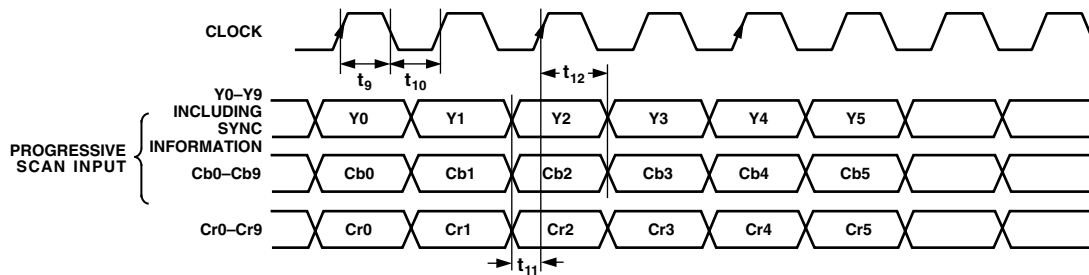 CLOCK
t9
t10
t12
Y0–Y9
INCLUDING
SYNC
INFORMATION
Y0 Y1 Y2 Y3 Y4 Y5
PROGRESSIVE
SCAN INPUT
Cb0–Cb9
Cb0 Cb1 Cb2 Cb3 Cb4 Cb5
Cr0–Cr9
Cr0 Cr1 Cr2 Cr3 Cr4 Cr5
t11